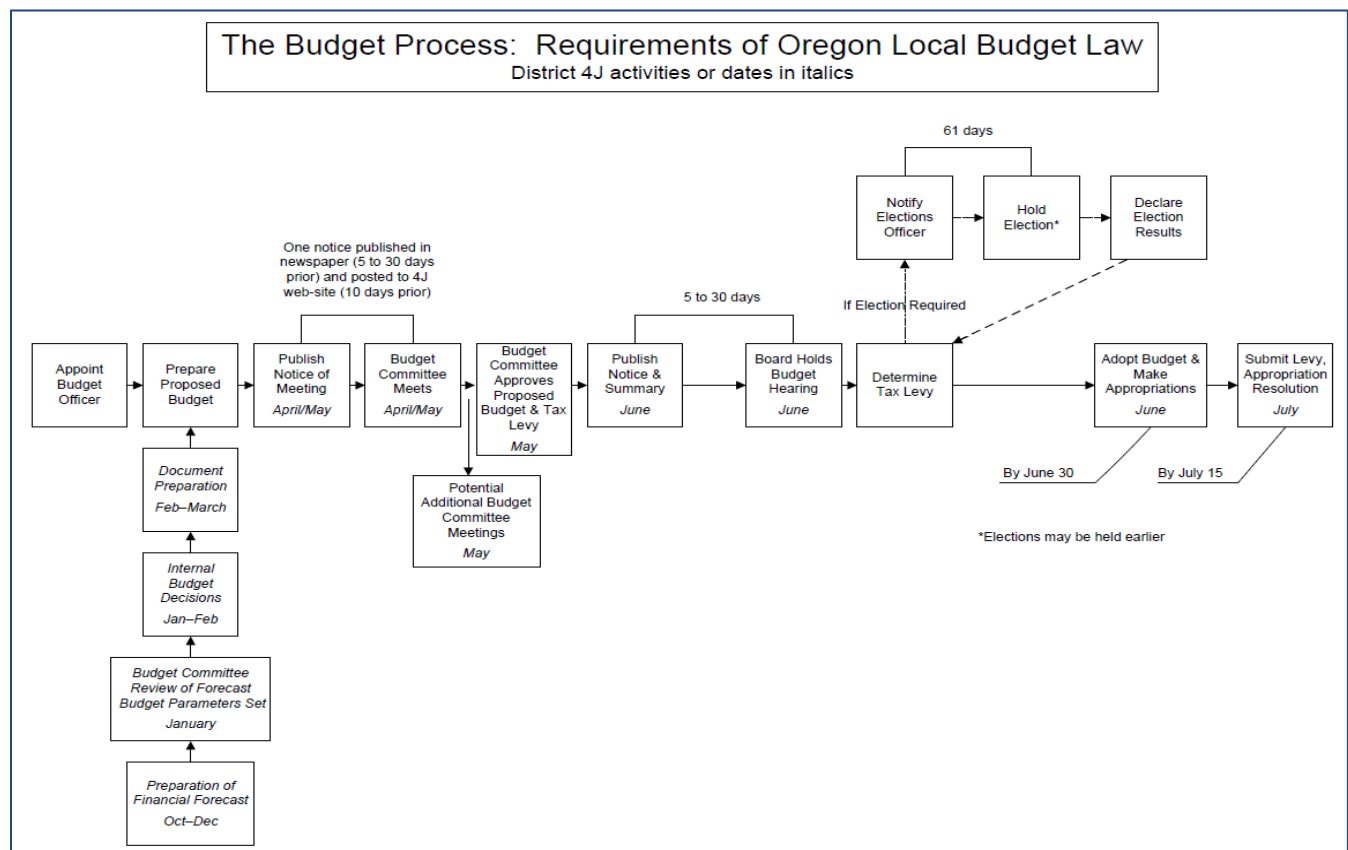 The Budget Process: Requirements of Oregon Local Budget Law
District 4J activities or dates in italics
61 days
Notify
Elections
Officer
Hold
Election*
Declare
Election
Results
One notice published in
newspaper (5 to 30 days
prior) and posted to 4J
web-site (10 days prior)
5 to 30 days
If Election Required
Appoint
Budget
Officer
Prepare
Proposed
Budget
Publish
Notice of
Meeting
April/May
Budget
Committee
Meets
April/May
Budget
Committee
Approves
Proposed
Budget & Tax
Levy
May
Publish
Notice &
Summary
June
Board Holds
Budget
Hearing
June
Determine
Tax Levy
Adopt Budget &
Make
Appropriations
June
Submit Levy,
Appropriation
Resolution
July
By June 30
By July 15
Document
Preparation
Feb–March
Potential
Additional Budget
Committee
Meetings
May
*Elections may be held earlier
Internal
Budget
Decisions
Jan–Feb
Budget Committee
Review of Forecast
Budget Parameters Set
January
Preparation of
Financial Forecast
Oct–Dec